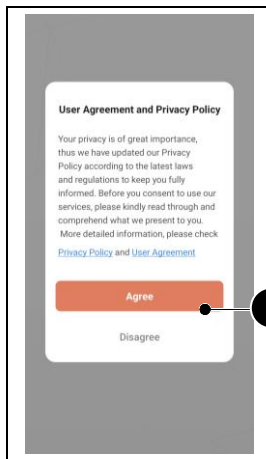 User Agreement and Privacy Policy
Your privacy is of great importance,
thus we have updated our Privacy
Policy according to the latest laws
and regulations to keep you fully
informed. Before you consent to use our
services, please kindly read through and
comprehend what we present to you.
More detailed information, please check
Privacy Policy and User Agreement
Agree
Disagree